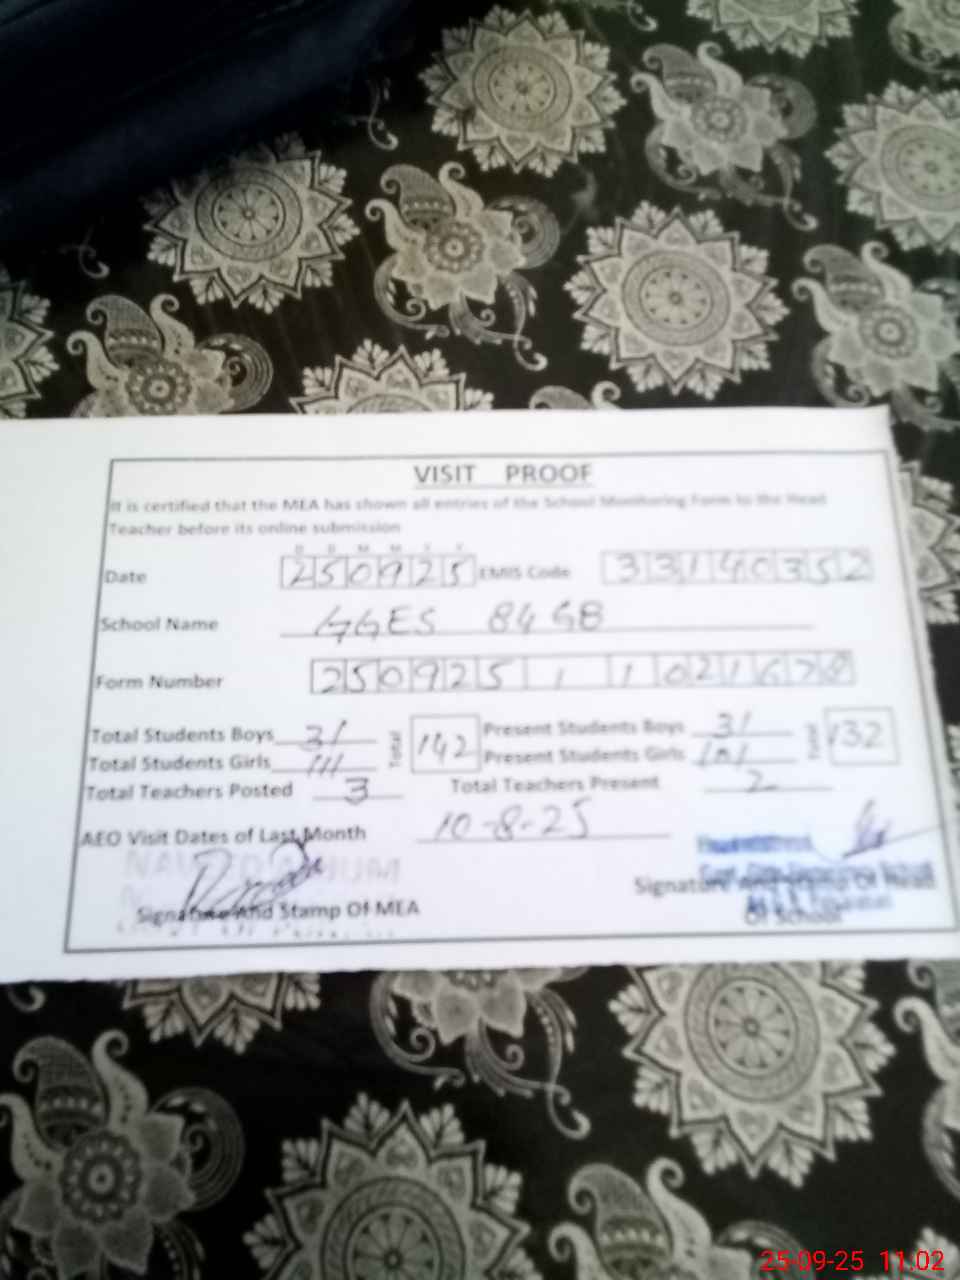 VISIT PROOF
It is certified that the MEA has shown all entries of the School Monitoring Form to the Head
Teacher before its online submission
D D M M Y Y
Date 250925 EMIS Code 33140352
School Name GGES 84 GB
Form Number 250925 1 1021678
Total Students Boys 31 Total 142 Present Students Boys 31 Total 132
Total Students Girls 111 Present Students Girls 101
Total Teachers Posted 3 Total Teachers Present 2
AEO Visit Dates of Last Month 10-8-25
Signature And Stamp Of MEA
Signature And Stamp Of Head
Of School
25-09-25 11.02